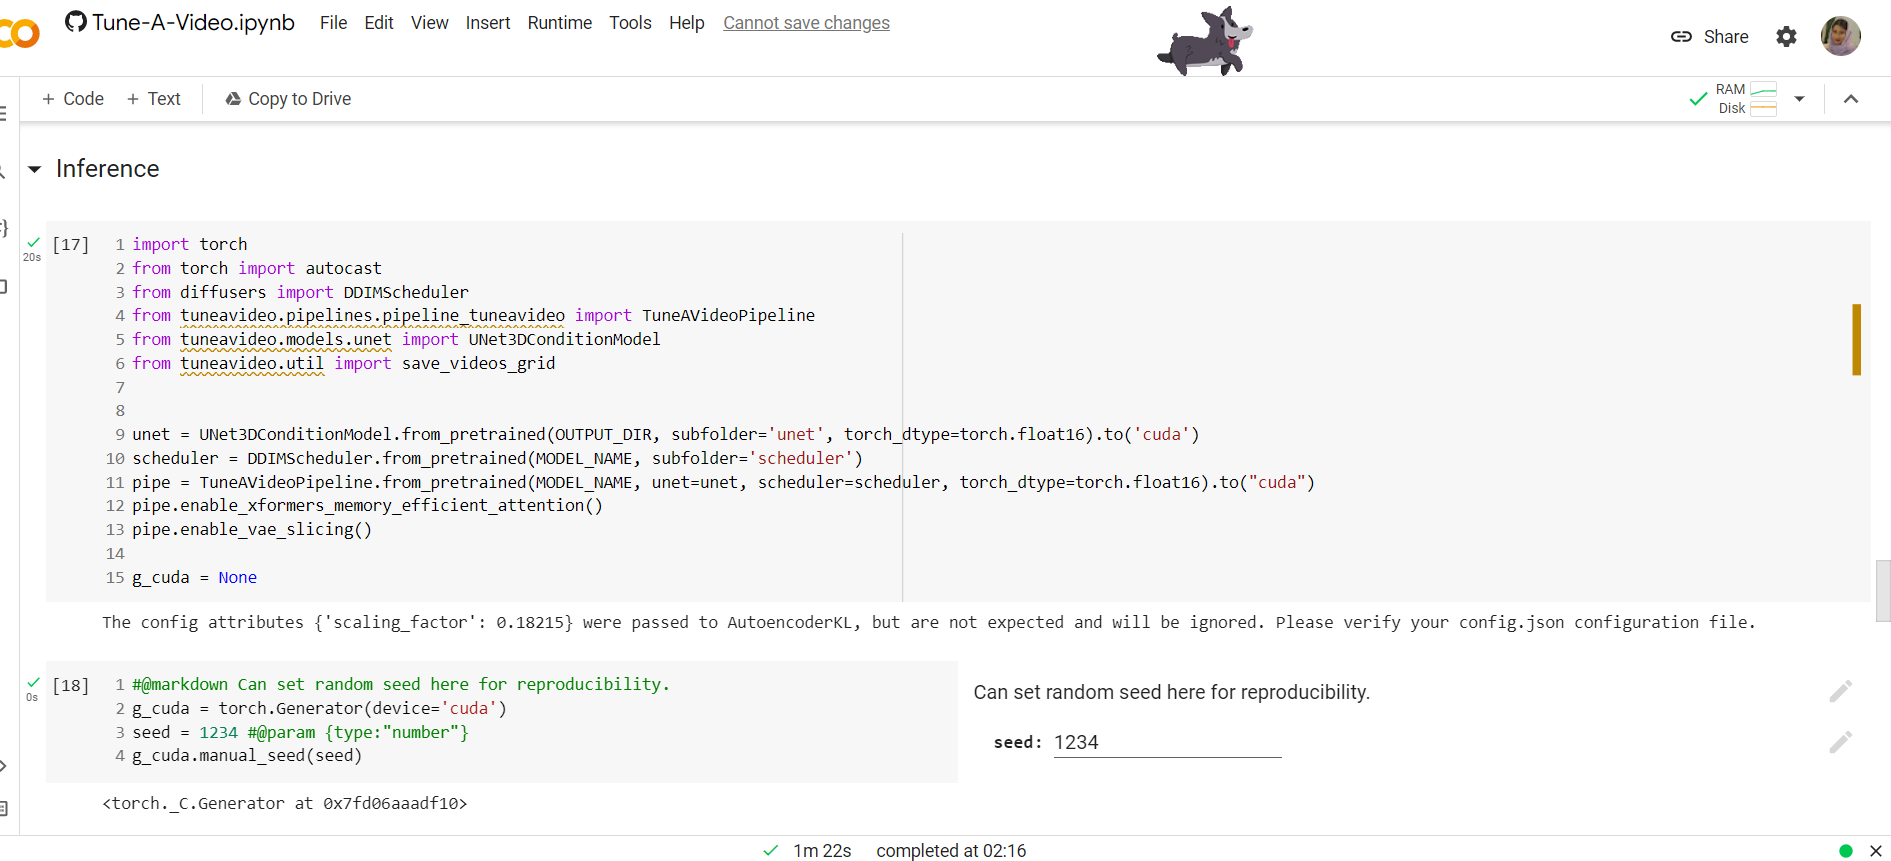 Tune-A-Video.ipynb
File Edit View Insert Runtime Tools Help Cannot save changes
Share
+ Code + Text Copy to Drive
RAM
Disk
Inference
20s
[17]
1 import torch
2 from torch import autocast
3 from diffusers import DDIMScheduler
4 from tuneavideo.pipelines.pipeline_tuneavideo import TuneAVideoPipeline
5 from tuneavideo.models.unet import UNet3DConditionModel
6 from tuneavideo.util import save_videos_grid
7
8
9 unet = UNet3DConditionModel.from_pretrained(OUTPUT_DIR, subfolder='unet', torch_dtype=torch.float16).to('cuda')
10 scheduler = DDIMScheduler.from_pretrained(MODEL_NAME, subfolder='scheduler')
11 pipe = TuneAVideoPipeline.from_pretrained(MODEL_NAME, unet=unet, scheduler=scheduler, torch_dtype=torch.float16).to("cuda")
12 pipe.enable_xformers_memory_efficient_attention()
13 pipe.enable_vae_slicing()
14
15 g_cuda = None
The config attributes {'scaling_factor': 0.18215} were passed to AutoencoderKL, but are not expected and will be ignored. Please verify your config.json configuration file.
0s
[18]
1 #@markdown Can set random seed here for reproducibility.
2 g_cuda = torch.Generator(device='cuda')
3 seed = 1234 #@param {type:"number"}
4 g_cuda.manual_seed(seed)
Can set random seed here for reproducibility.
seed: 1234
<torch._C.Generator at 0x7fd06aaadf10>
1m 22s completed at 02:16